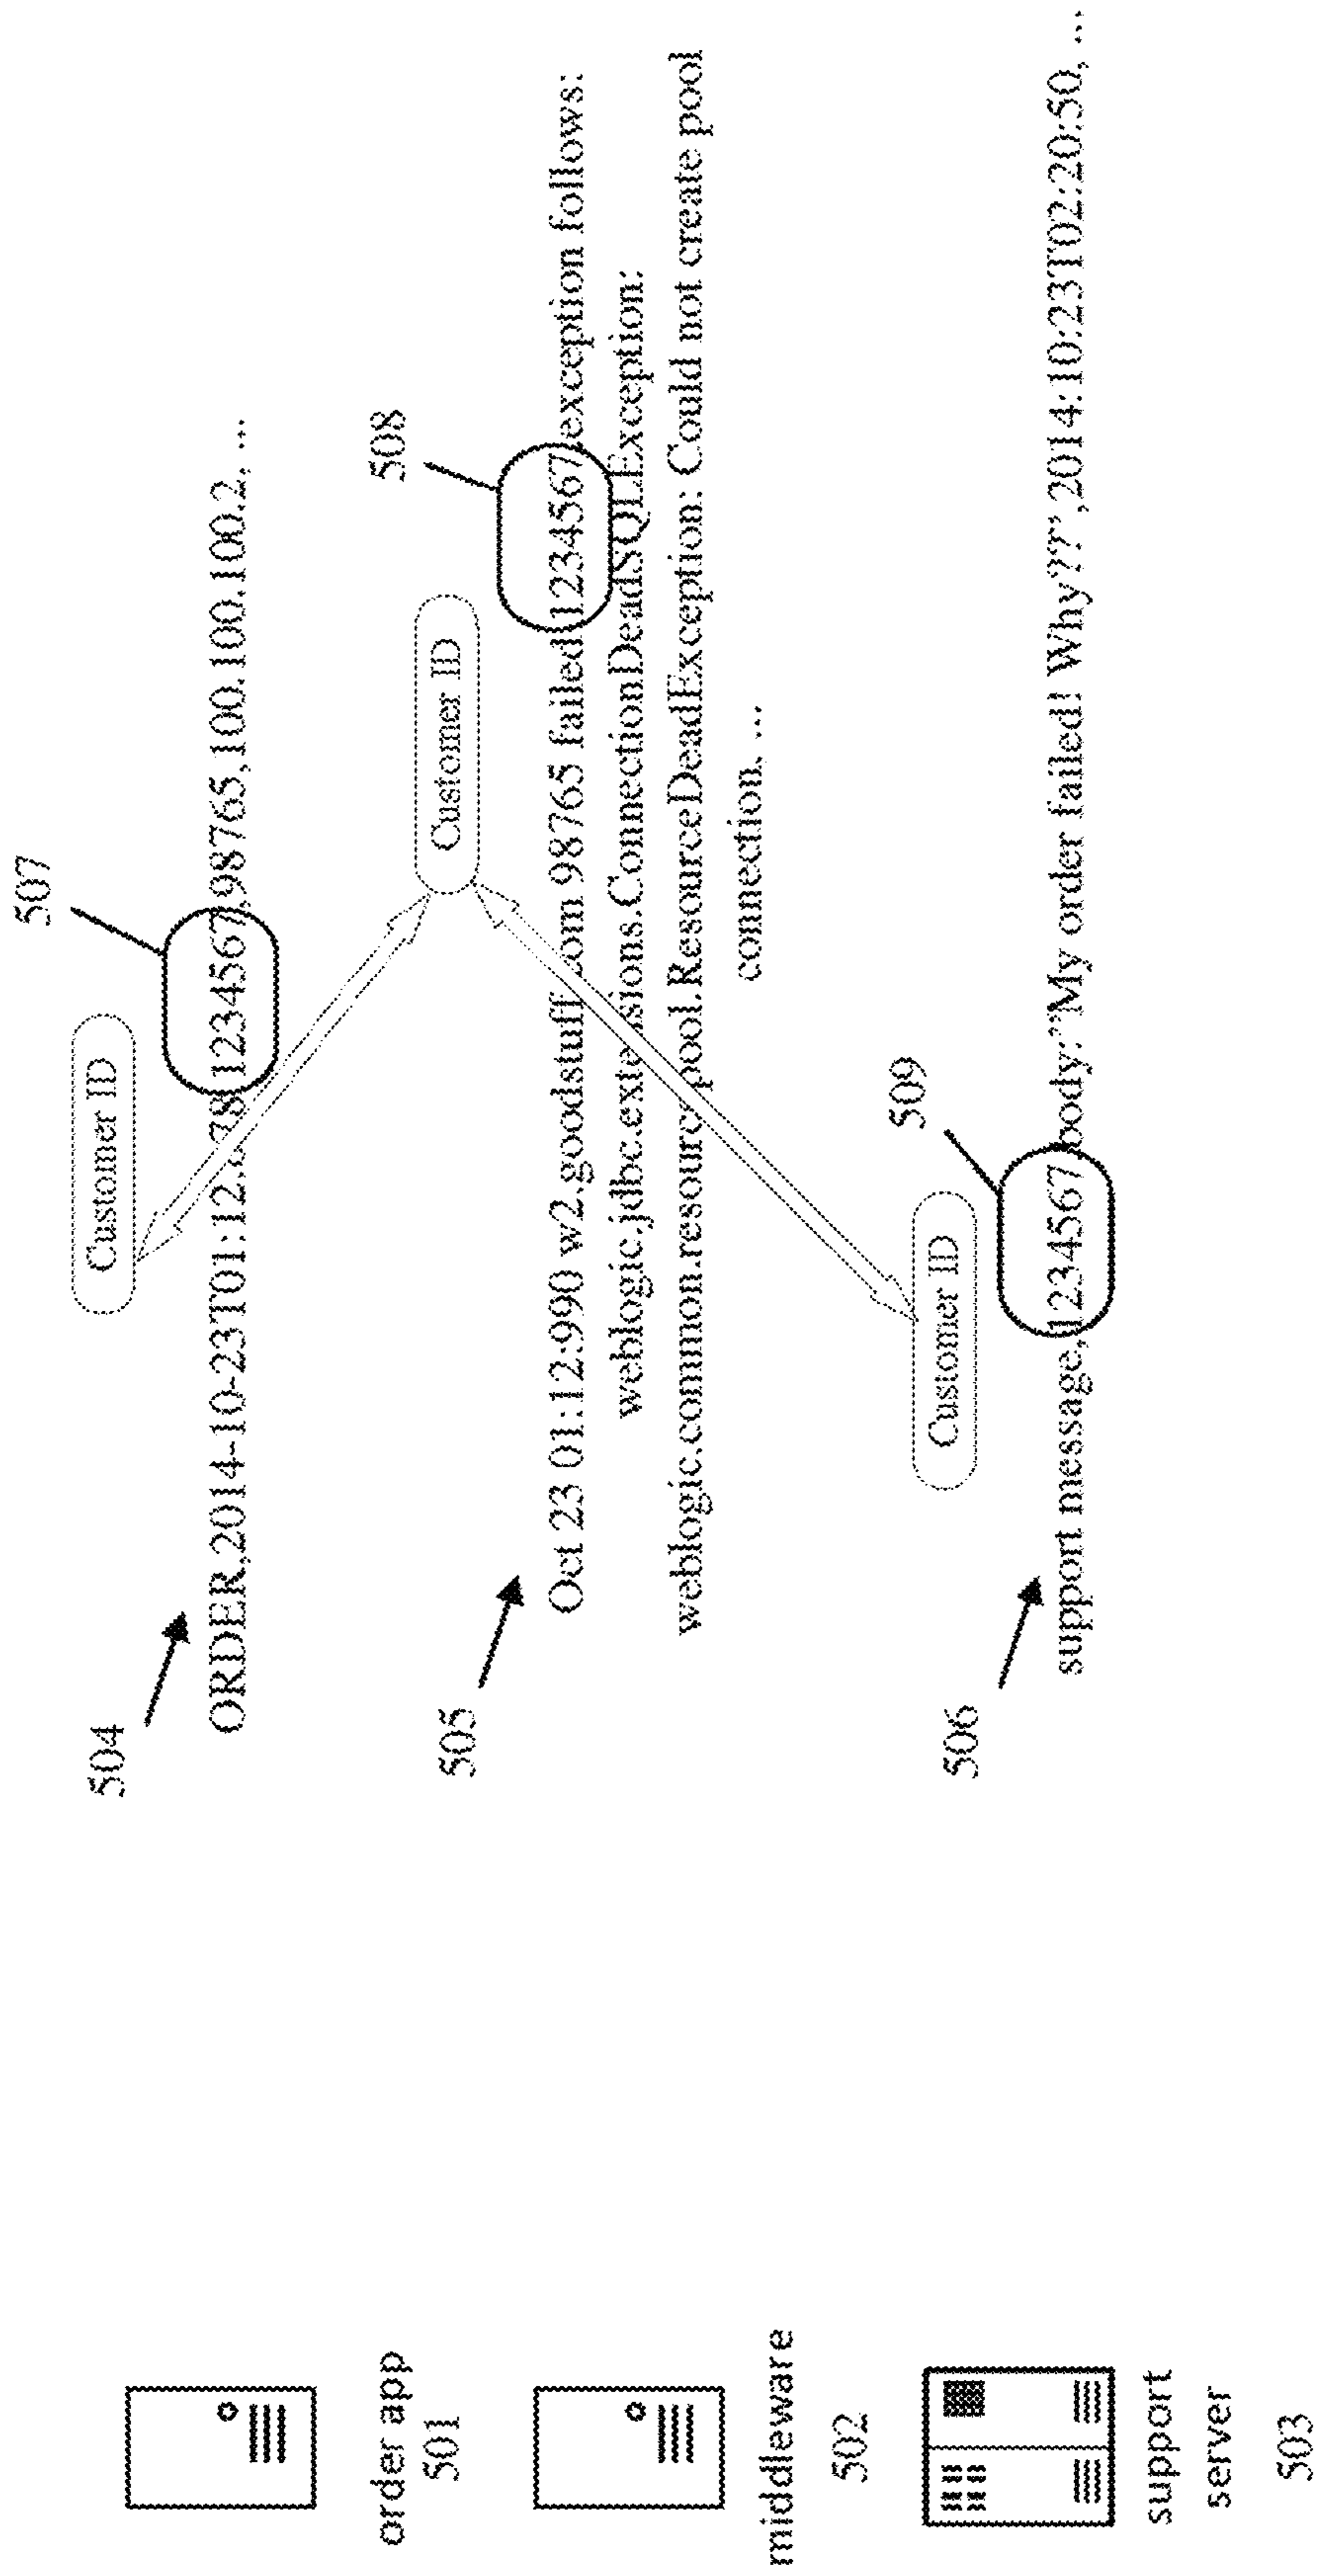 507
Customer ID
504
ORDER,2014-10-23T01:12: 78 1234567,98765,100.100.100.2, ...
508
Customer ID
505
Oct 23 01:12:990 w2.goodstuff.com 98765 failed 1234567 exception follows:
weblogic.jdbc.extensions.ConnectionDeadSQLException:
weblogic.common.resourcepool.ResourceDeadException: Could not create pool
connection, ...
509
Customer ID
506
support message, 1234567 body:"My order failed! Why??",2014:10:23T02:20:50, ...
order app
501
middleware
502
support
server
503